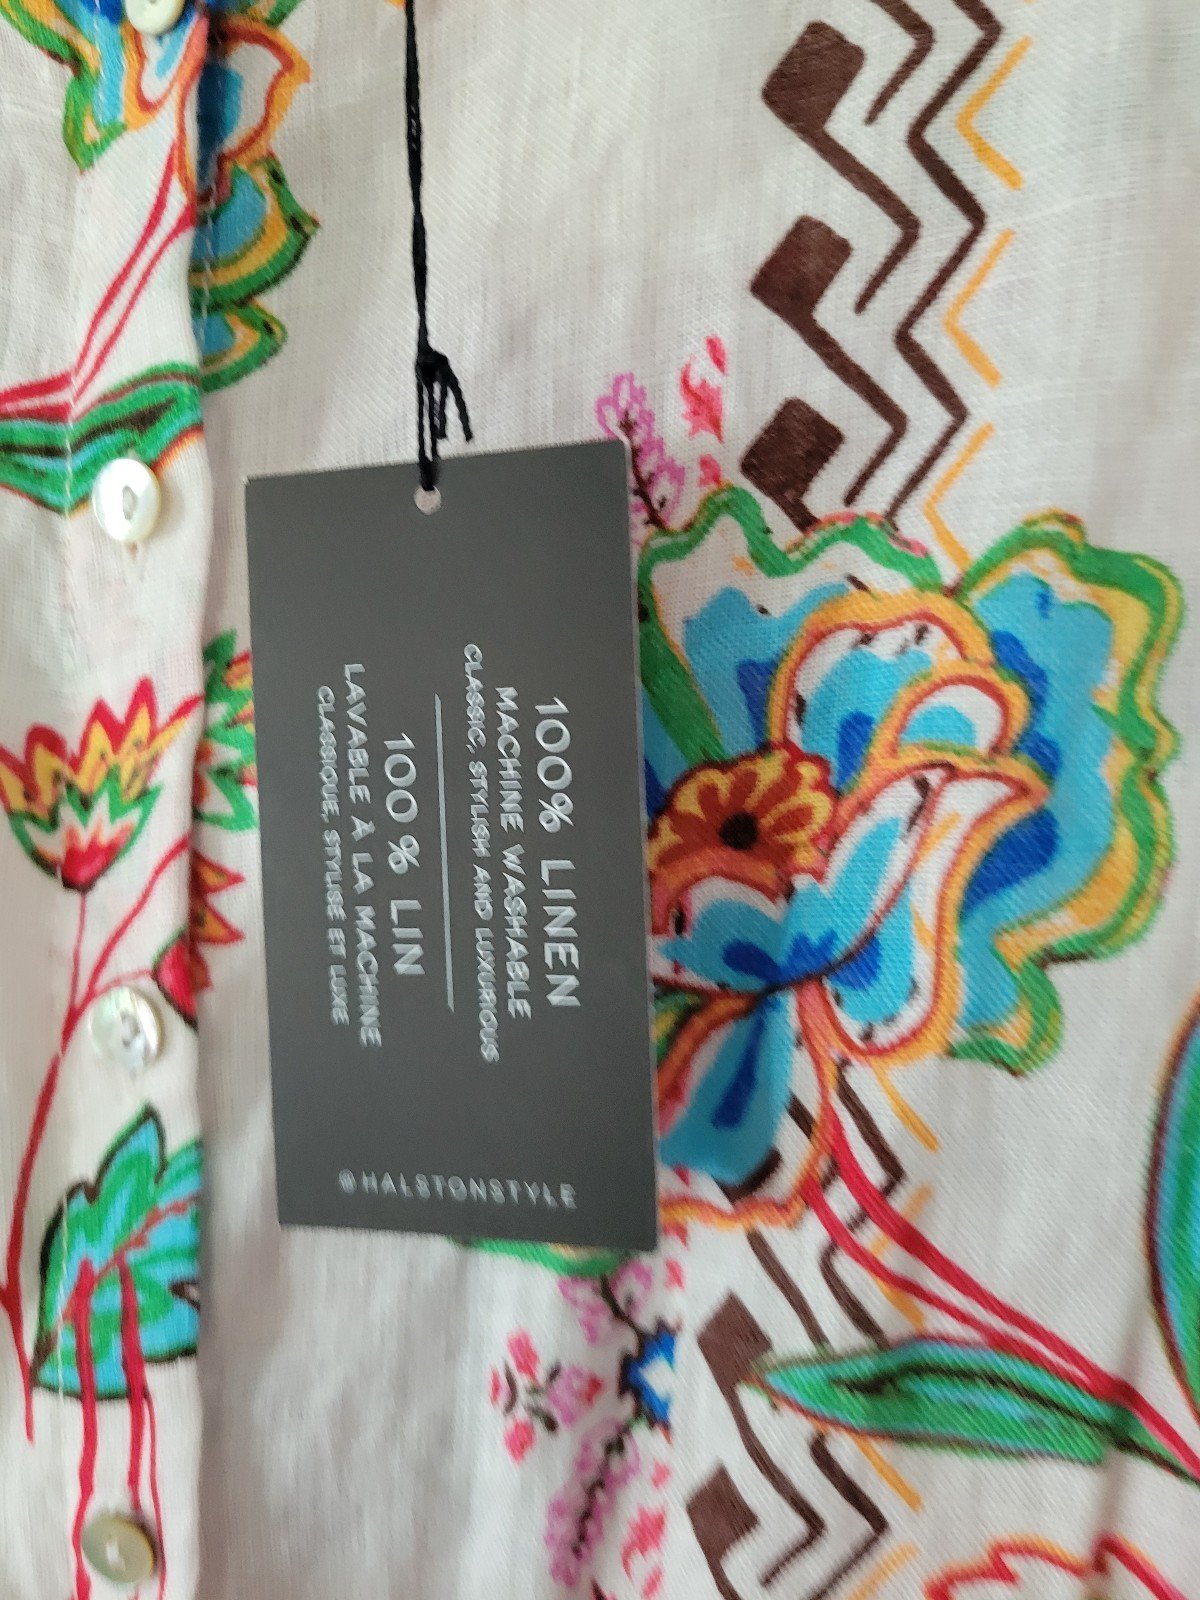 100% LINEN
MACHINE WASHABLE
CLASSIC, STYLISH AND LUXURIOUS
100% LIN
LAVABLE À LA MACHINE
CLASSIQUE, STYLISÉ ET LUXE
@HALSTONSTYLE